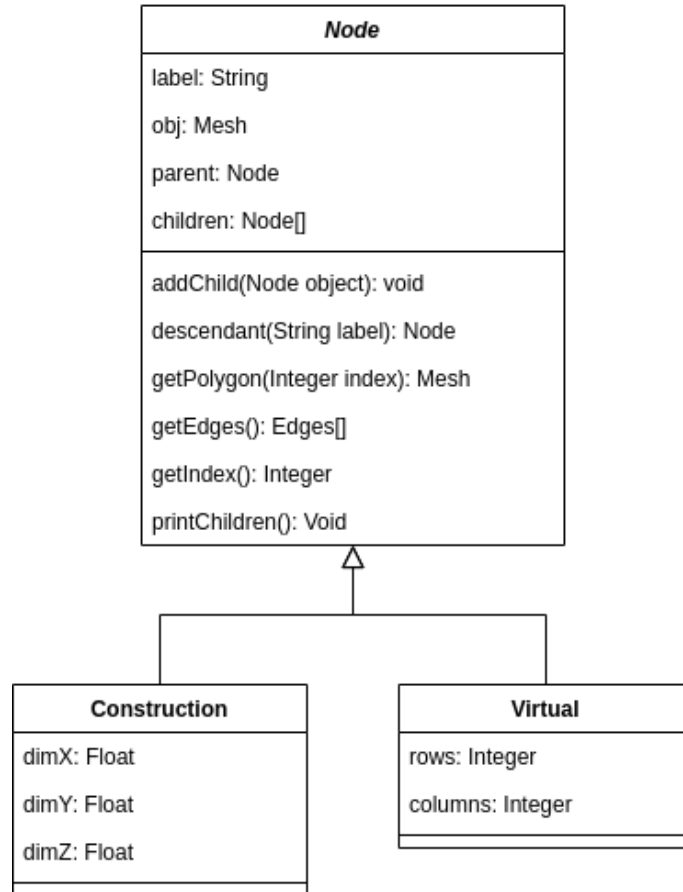 Node
label: String
obj: Mesh
parent: Node
children: Node[]
addChild(Node object): void
descendant(String label): Node
getPolygon(Integer index): Mesh
getEdges(): Edges[]
getIndex(): Integer
printChildren(): Void
Construction
dimX: Float
dimY: Float
dimZ: Float
Virtual
rows: Integer
columns: Integer